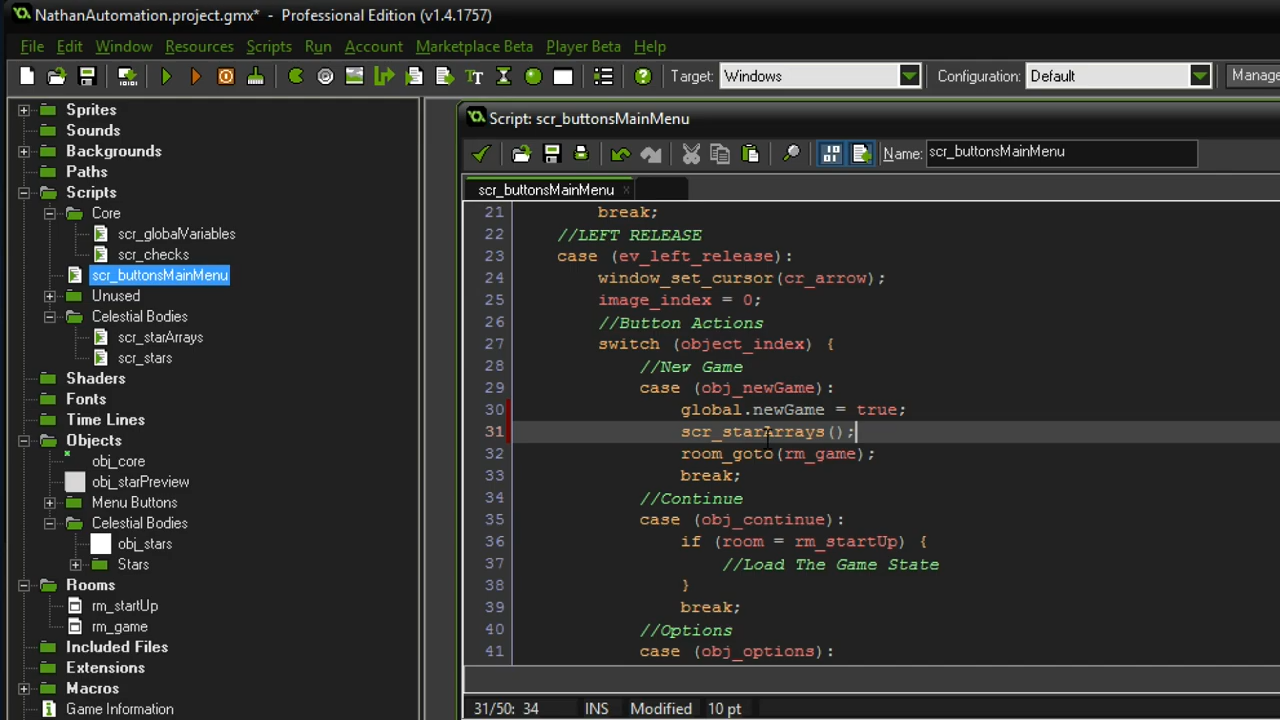 NathanAutomation.project.gmx* - Professional Edition (v1.4.1757)
File Edit Window Resources Scripts Run Account Marketplace Beta Player Beta Help
Target: Windows Configuration: Default Manage
Sprites
Sounds
Backgrounds
Paths
Scripts
Core
scr_globalVariables
scr_checks
scr_buttonsMainMenu
Unused
Celestial Bodies
scr_starArrays
scr_stars
Shaders
Fonts
Time Lines
Objects
obj_core
obj_starPreview
Menu Buttons
Celestial Bodies
obj_stars
Stars
Rooms
rm_startUp
rm_game
Included Files
Extensions
Macros
Game Information
Script: scr_buttonsMainMenu
Name: scr_buttonsMainMenu
scr_buttonsMainMenu
21 break;
22 //LEFT RELEASE
23 case (ev_left_release):
24 window_set_cursor(cr_arrow);
25 image_index = 0;
26 //Button Actions
27 switch (object_index) {
28 //New Game
29 case (obj_newGame):
30 global.newGame = true;
31 scr_starArrays();
32 room_goto(rm_game);
33 break;
34 //Continue
35 case (obj_continue):
36 if (room = rm_startUp) {
37 //Load The Game State
38 }
39 break;
40 //Options
41 case (obj_options):
31/50: 34 INS Modified 10 pt